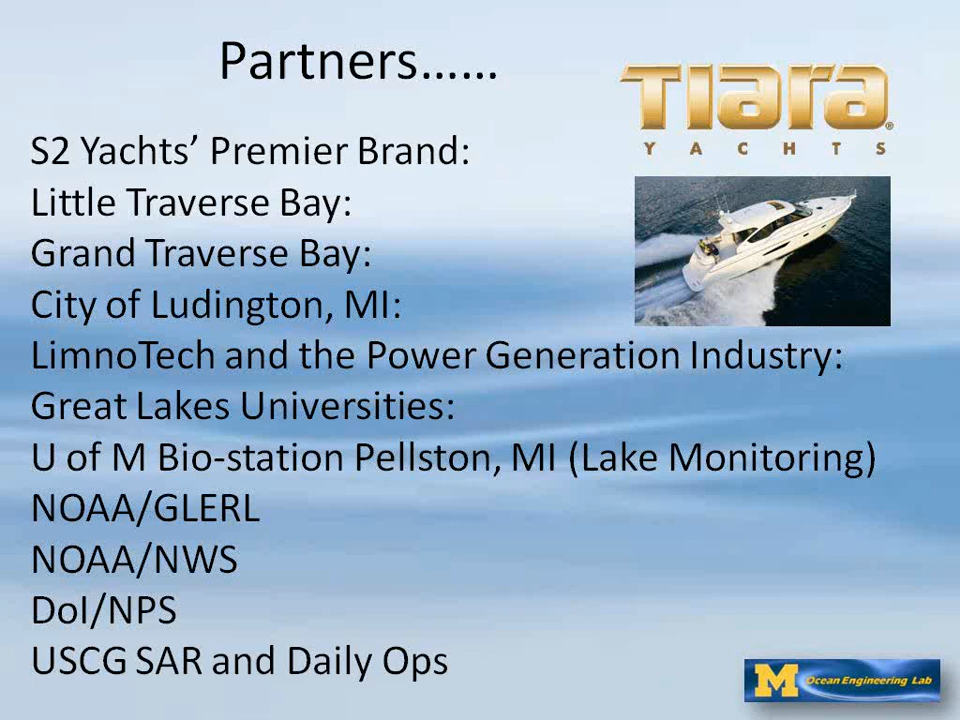 Partners……
Tiara®
YACHTS
S2 Yachts’ Premier Brand:
Little Traverse Bay:
Grand Traverse Bay:
City of Ludington, MI:
LimnoTech and the Power Generation Industry:
Great Lakes Universities:
U of M Bio-station Pellston, MI (Lake Monitoring)
NOAA/GLERL
NOAA/NWS
DoI/NPS
USCG SAR and Daily Ops
M Ocean Engineering Lab